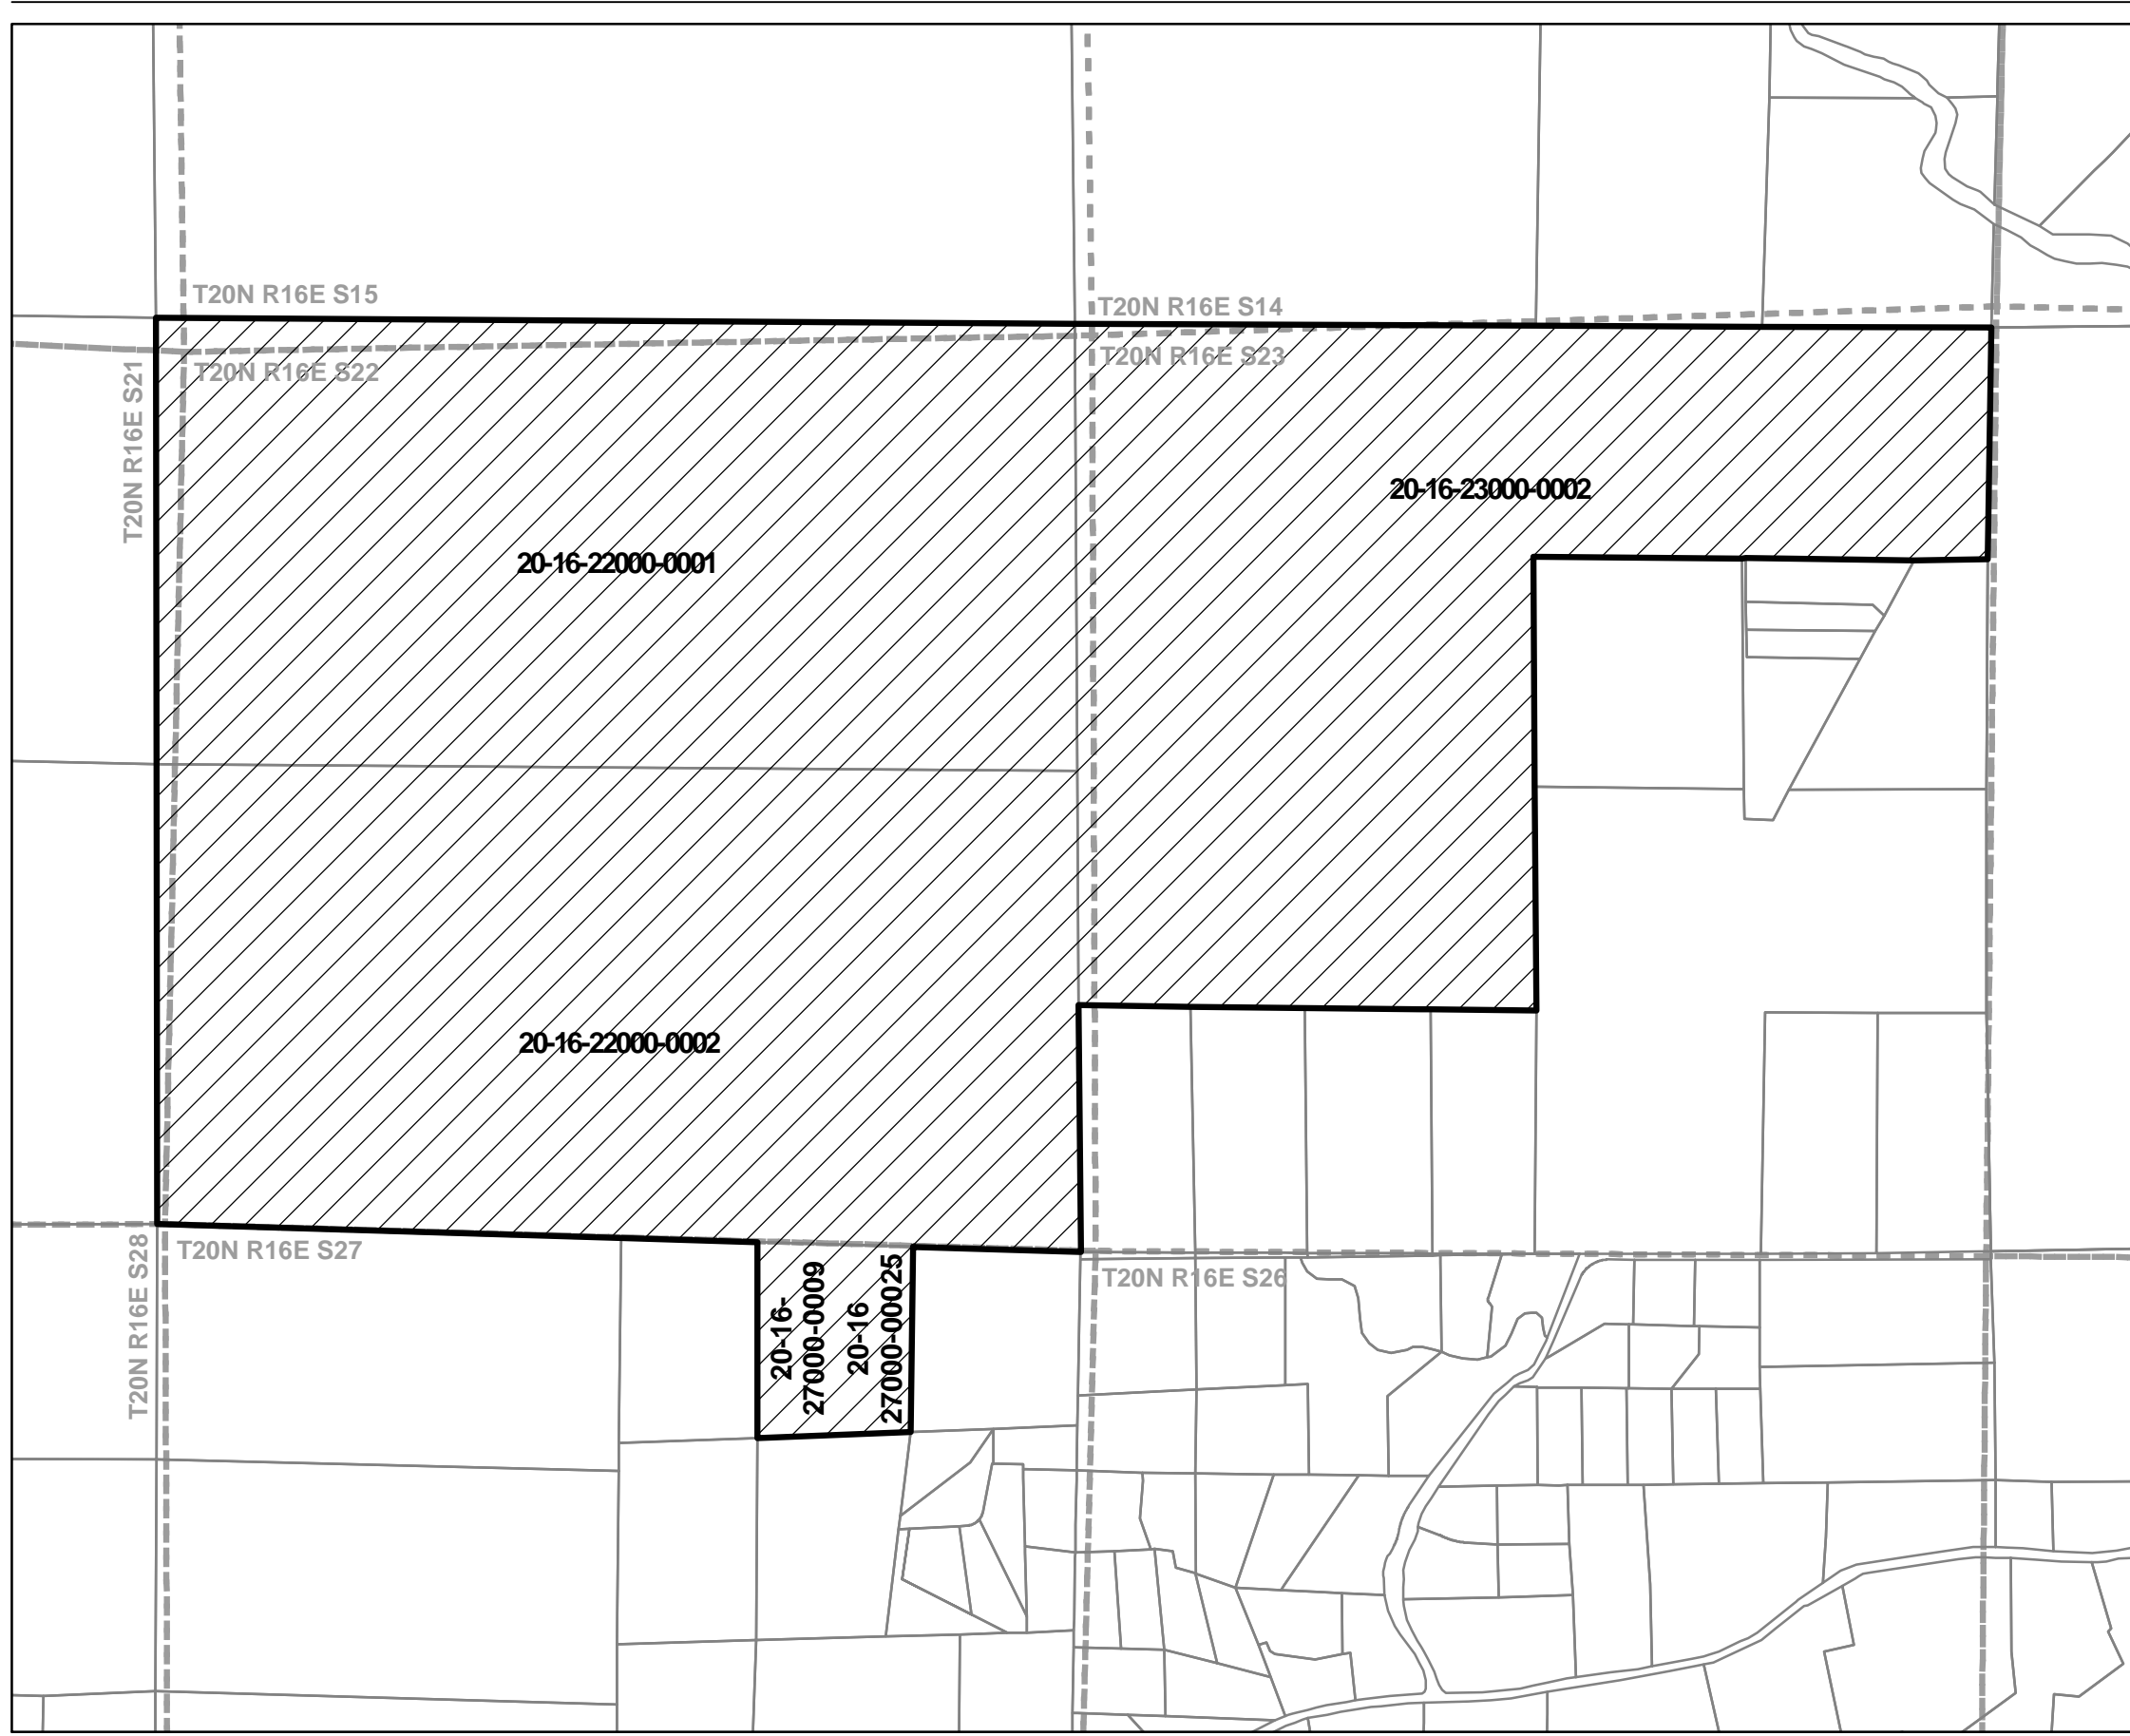 T20N R16E S15
T20N R16E S14
T20N R16E S21
T20N R16E S22
T20N R16E S23
20-16-23000-0002
20-16-22000-0001
20-16-22000-0002
T20N R16E S28
T20N R16E S27
20-16-
27000-0009
20-16
27000-00025
T20N R16E S26